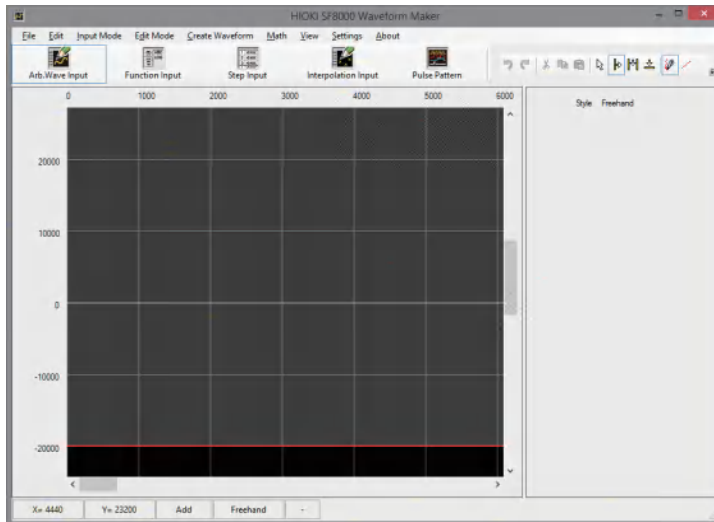 HIOKI SF8000 Waveform Maker
File Edit Input Mode Edit Mode Create Waveform Math View Settings About
Arb.Wave Input Function Input Step Input Interpolation Input Pulse Pattern
0 1000 2000 3000 4000 5000 6000
Style Freehand
20000
10000
0
-10000
-20000
X= 4440 Y= 23200 Add Freehand -